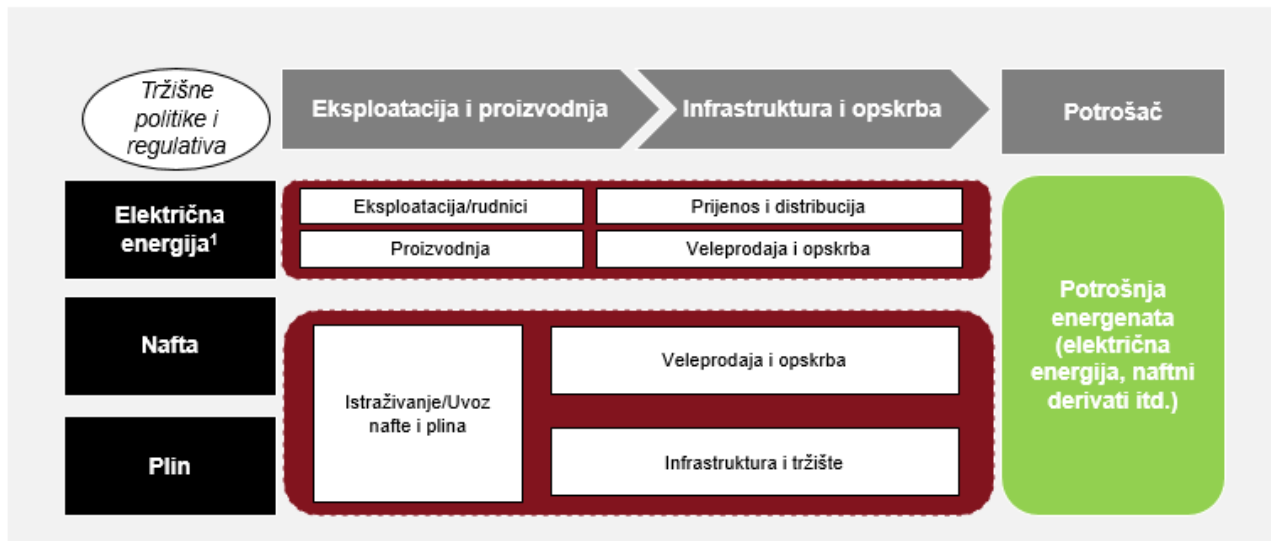 Tržišne
politike i
regulativa
Eksploatacija i proizvodnja
Infrastruktura i opskrba
Potrošač
Električna
energija¹
Eksploatacija/rudnici
Prijenos i distribucija
Proizvodnja
Veleprodaja i opskrba
Nafta
Plin
Istraživanje/Uvoz
nafte i plina
Veleprodaja i opskrba
Infrastruktura i tržište
Potrošnja
energenata
(električna
energija, naftni
derivati itd.)